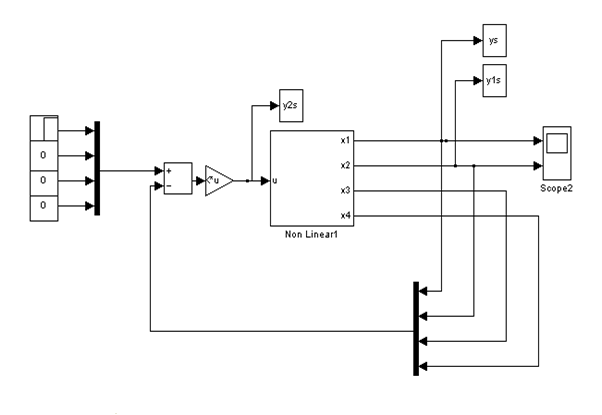 ys
y1s
y2s
0
0
0
+
−
u
u
x1
x2
x3
x4
Non Linear1
Scope2